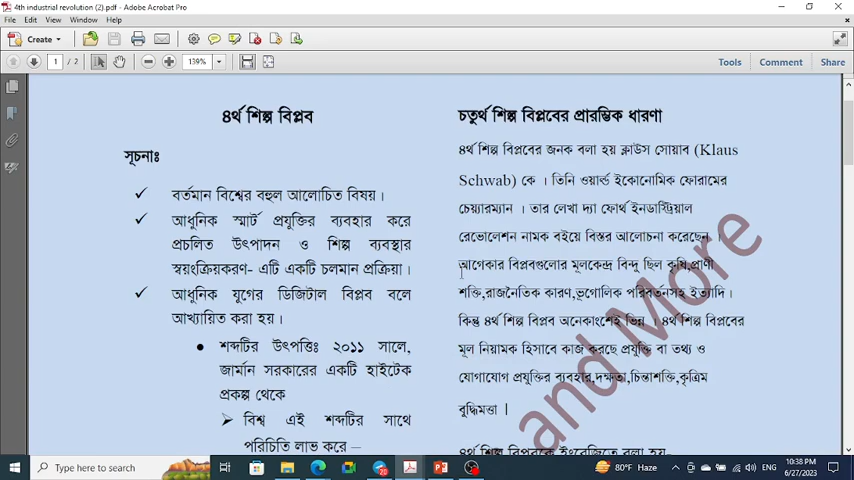 4th industrial revolution (2).pdf - Adobe Acrobat Pro
File Edit View Window Help
Create
1 / 2 139% Tools Comment Share
৪র্থ শিল্প বিপ্লব
সূচনাঃ
✓ বর্তমান বিশ্বের বহুল আলোচিত বিষয়।
✓ আধুনিক স্মার্ট প্রযুক্তির ব্যবহার করে
প্রচলিত উৎপাদন ও শিল্প ব্যবস্থার
স্বয়ংক্রিয়করণ- এটি একটি চলমান প্রক্রিয়া।
✓ আধুনিক যুগের ডিজিটাল বিপ্লব বলে
আখ্যায়িত করা হয়।
● শব্দটির উৎপত্তিঃ ২০১১ সালে,
জার্মান সরকারের একটি হাইটেক
প্রকল্প থেকে
➢ বিশ্ব এই শব্দটির সাথে
পরিচিতি লাভ করে –
চতুর্থ শিল্প বিপ্লবের প্রারম্ভিক ধারণা
৪র্থ শিল্প বিপ্লবের জনক বলা হয় ক্লাউস সোয়াব (Klaus
Schwab) কে । তিনি ওয়ার্ল্ড ইকোনোমিক ফোরামের
চেয়্যারম্যান । তার লেখা দ্যা ফোর্থ ইনডাস্ট্রিয়াল
রেভোলেশন নামক বইয়ে বিস্তর আলোচনা করেছেন ।
আগেকার বিপ্লবগুলোর মূলকেন্দ্র বিন্দু ছিল কৃষি,প্রাণী
শক্তি,রাজনৈতিক কারণ,ভূগোলিক পরিবর্তনসহ ইত্যাদি।
কিন্তু ৪র্থ শিল্প বিপ্লব অনেকাংশেই ভিন্ন । ৪র্থ শিল্প বিপ্লবের
মূল নিয়ামক হিসাবে কাজ করছে প্রযুক্তি বা তথ্য ও
যোগাযোগ প্রযুক্তির ব্যবহার,দক্ষতা,চিন্তাশক্তি,কৃত্রিম
বুদ্ধিমত্তা ।
৪র্থ শিল্প বিপ্লবকে ইংরেজিতে বলা হয়-
and More
Type here to search
80°F Haze ENG 10:38 PM
6/27/2023